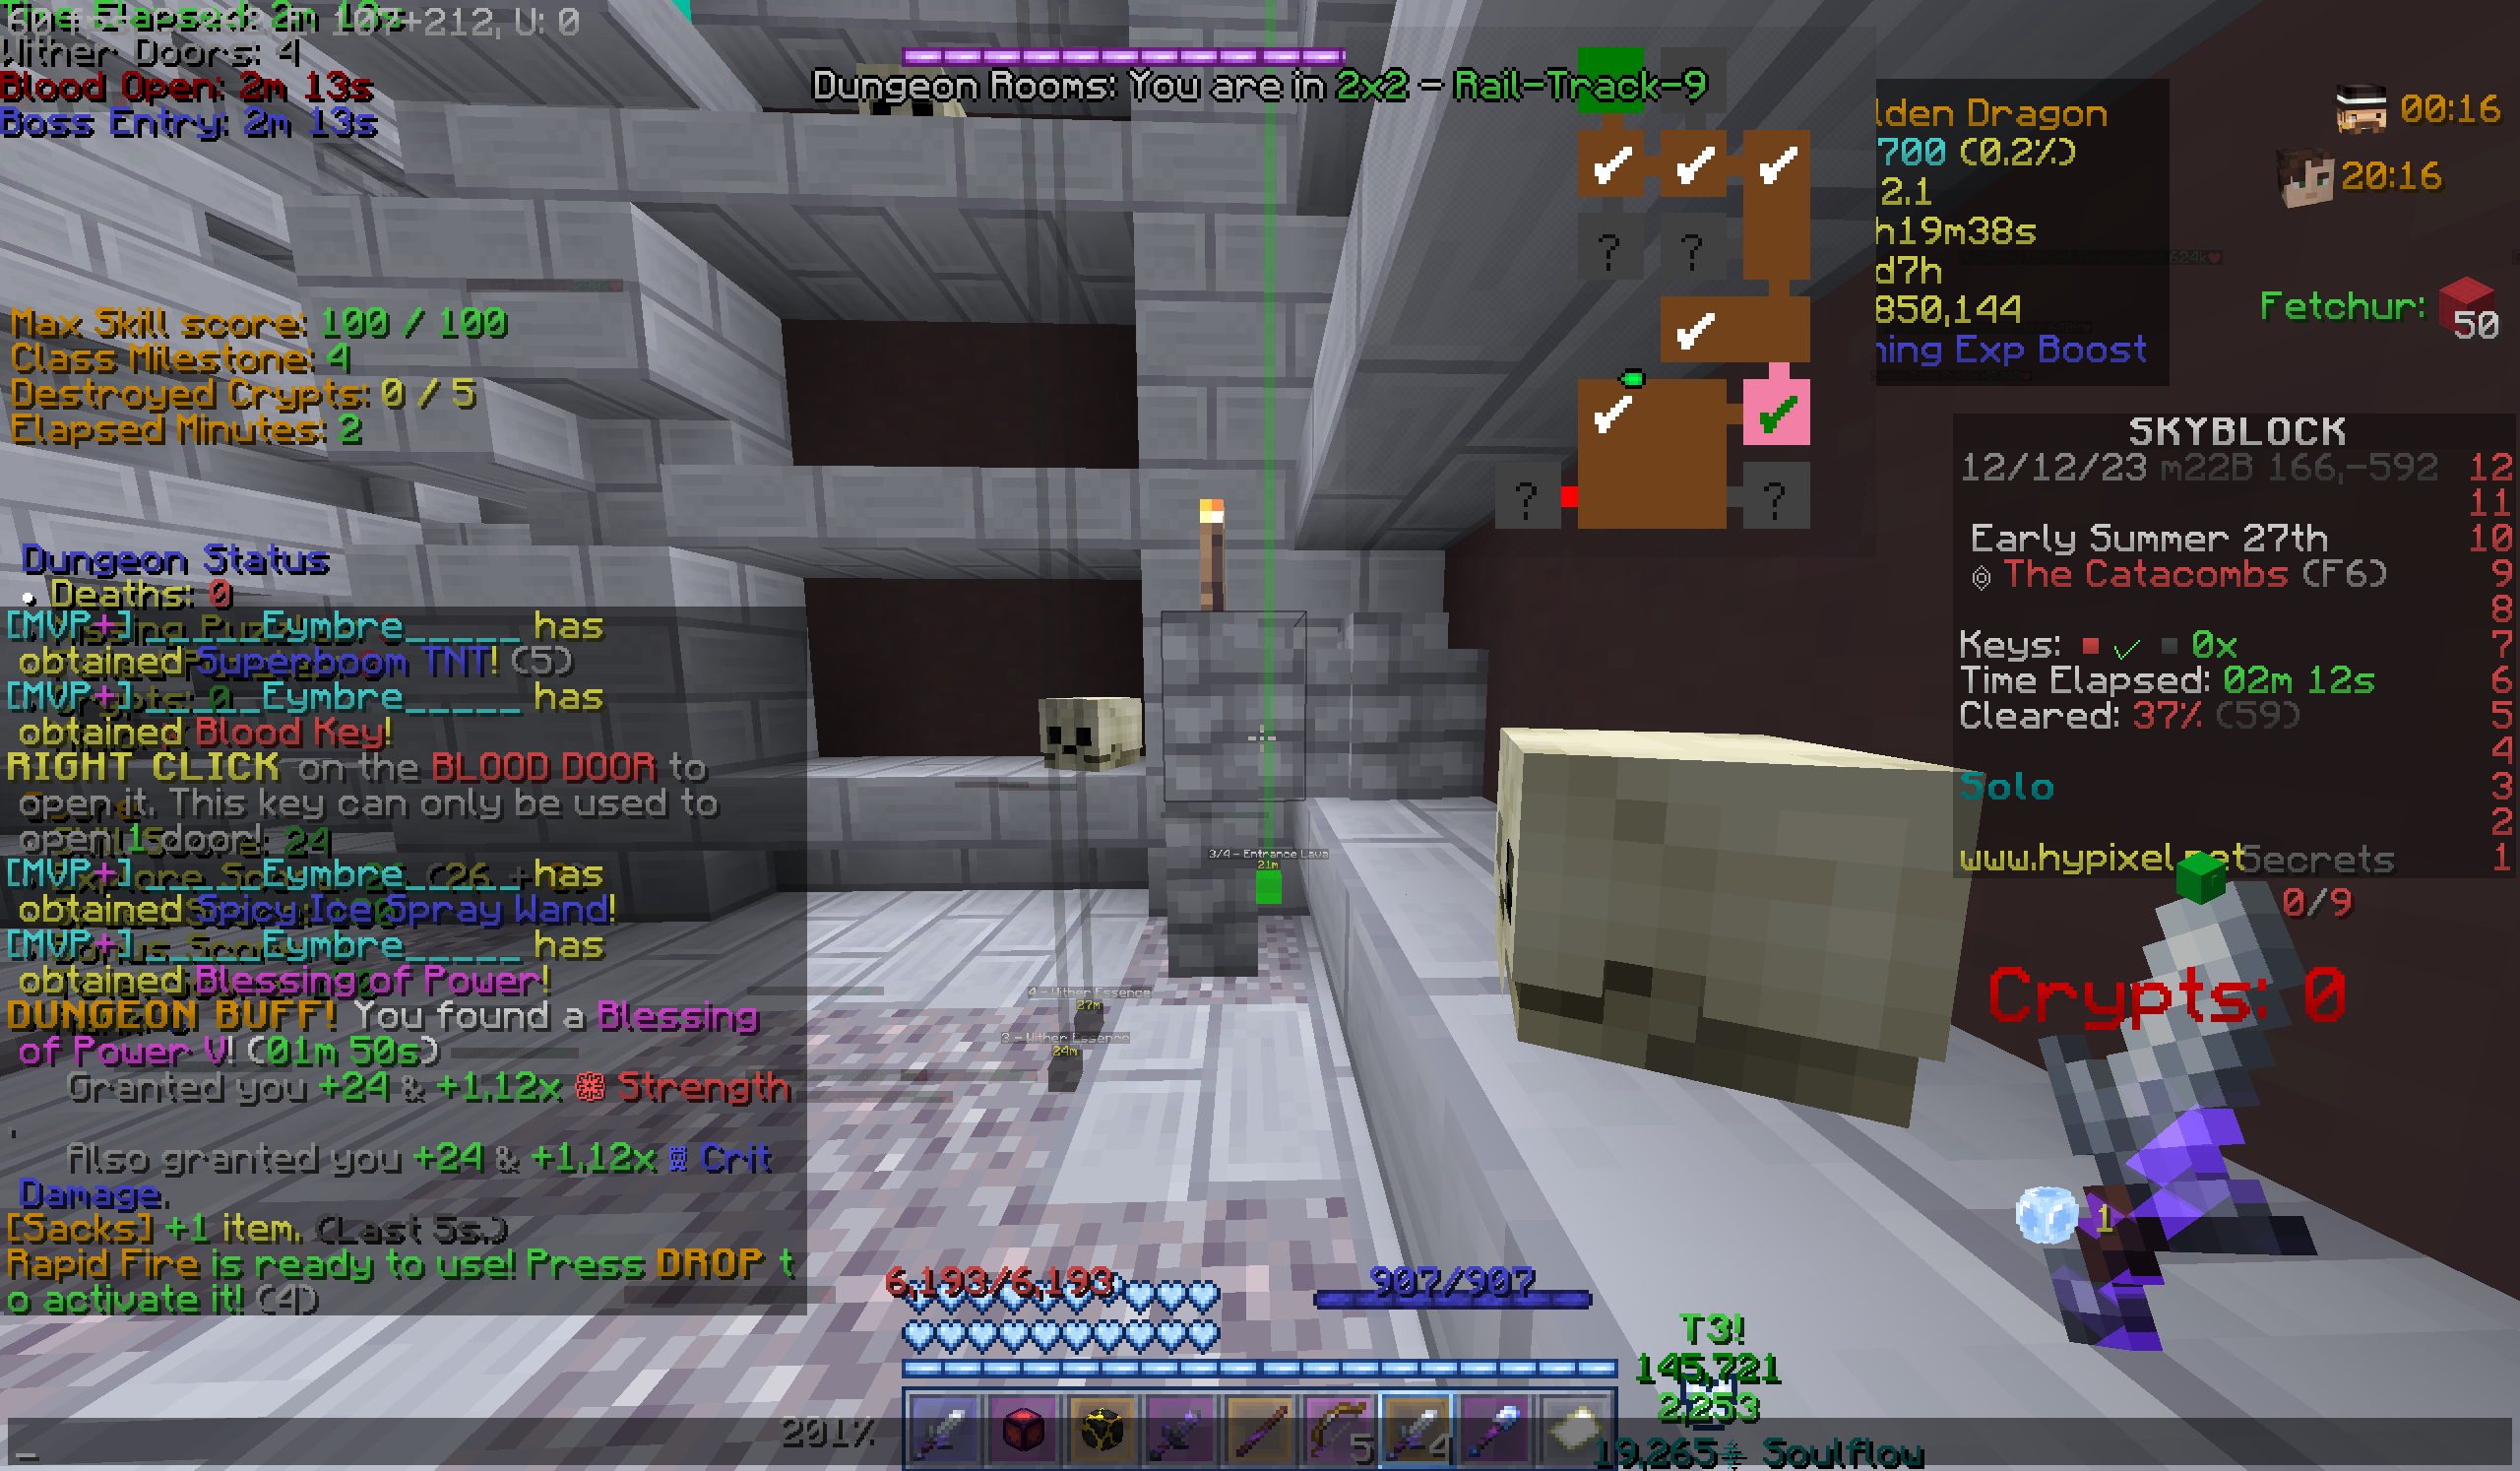 Time Elapsed: 2m 13s
107+212, U: 0
Wither Doors: 4
Blood Open: 2m 13s
Boss Entry: 2m 13s
Dungeon Rooms: You are in 2x2 - Rail-Track-9
lden Dragon
700 (0.2%)
2.1
h19m38s
d7h
850,144
ning Exp Boost
00:16
20:16
Fetchur:
50
Max Skill score: 100 / 100
Class Milestone: 4
Destroyed Crypts: 0 / 5
Elapsed Minutes: 2
? ?
? ?
SKYBLOCK
12/12/23 m22B 166,-592 12
11
Early Summer 27th 10
The Catacombs (F6) 9
8
Keys: ✓ 0x 7
Time Elapsed: 02m 12s 6
Cleared: 37% (59) 5
4
Solo 3
2
www.hypixel.net 1
Secrets
0/9
Crypts: 0
Dungeon Status
• Deaths: 0
[MVP+] _____Eymbre_____ has
obtained Superboom TNT! (5)
[MVP+] _____Eymbre_____ has
obtained Blood Key!
RIGHT CLICK on the BLOOD DOOR to
open it. This key can only be used to
open 1 door!
24
[MVP+] _____Eymbre_____ has
obtained Spicy Ice Spray Wand!
[MVP+] _____Eymbre_____ has
obtained Blessing of Power!
DUNGEON BUFF! You found a Blessing
of Power V! (01m 50s)
Granted you +24 & +1.12x Strength
.
Also granted you +24 & +1.12x Crit
Damage.
[Sacks] +1 item. (Last 5s.)
Rapid Fire is ready to use! Press DROP t
o activate it! (4)
3/4 - Entrance Lava
21m
4 - Wither Essence
27m
3 - Wither Essence
24m
6,193/6,193
907/907
1
T3!
145,721
2,253
201%
5
4
19,265 Soulflow
_